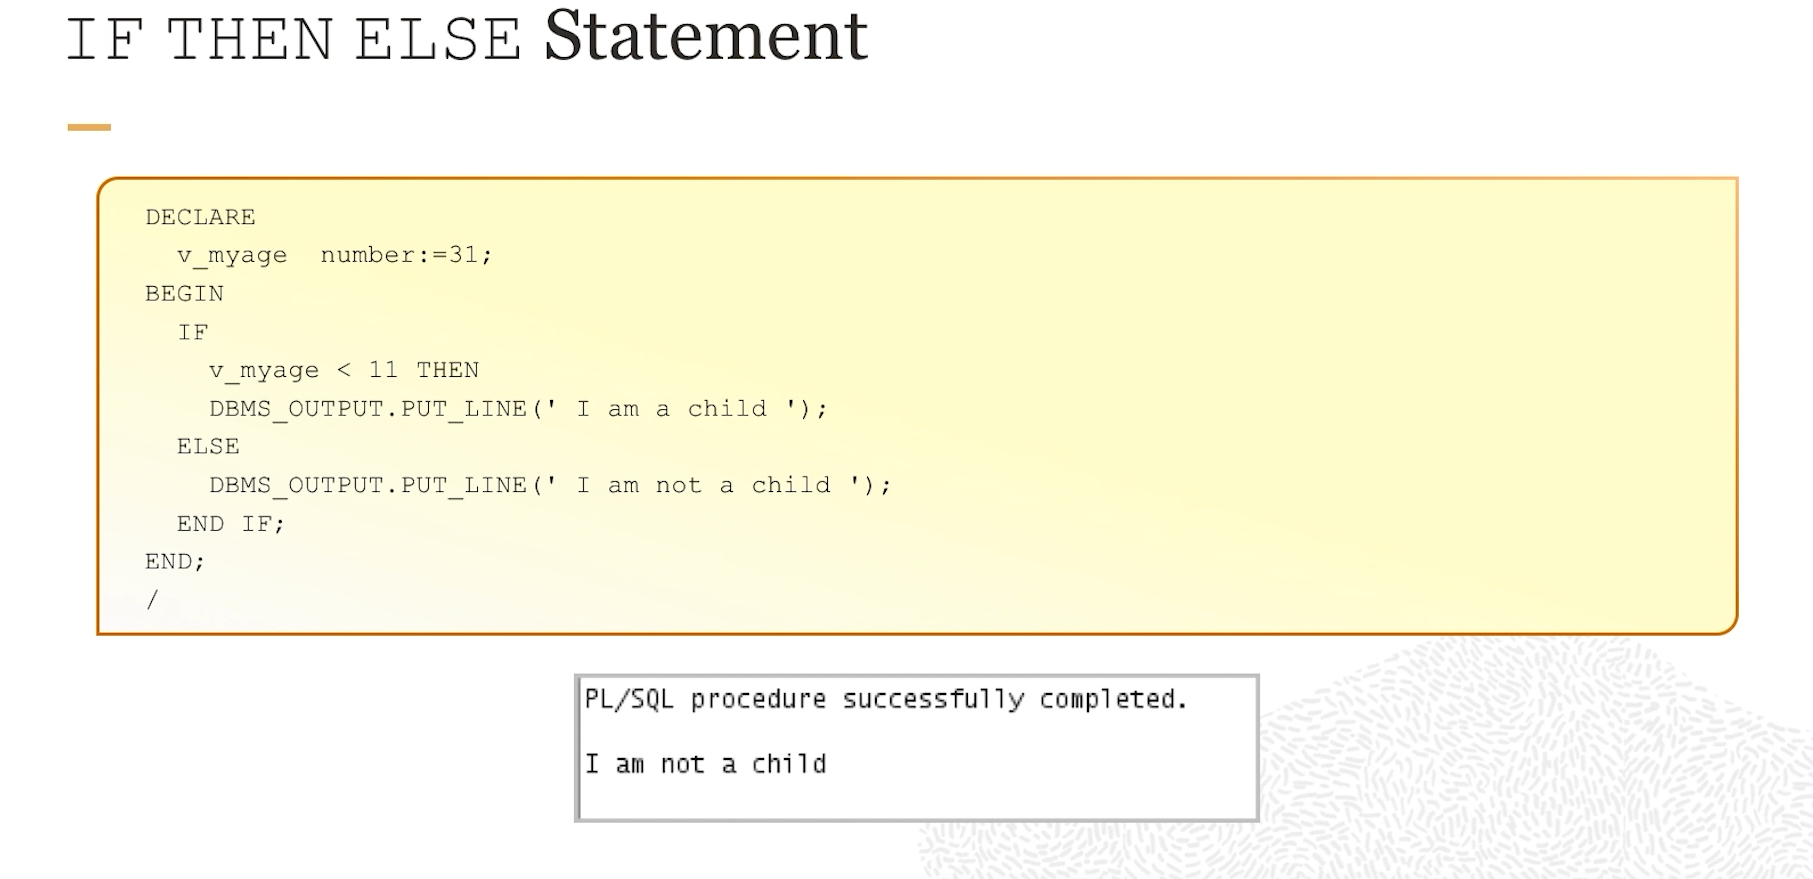 IF THEN ELSE Statement
DECLARE
v_myage number:=31;
BEGIN
IF
v_myage < 11 THEN
DBMS_OUTPUT.PUT_LINE(' I am a child ');
ELSE
DBMS_OUTPUT.PUT_LINE(' I am not a child ');
END IF;
END;
/
PL/SQL procedure successfully completed.
I am not a child